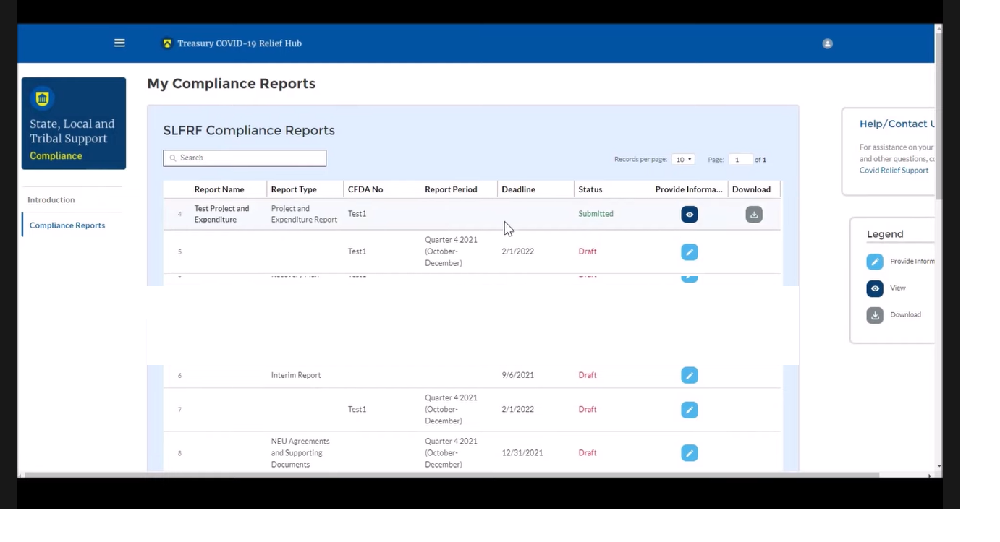 Treasury COVID-19 Relief Hub
State, Local and
Tribal Support
Compliance
Introduction
Compliance Reports
My Compliance Reports
SLFRF Compliance Reports
Search
Records per page: 10 Page: 1 of 1
Report Name Report Type CFDA No Report Period Deadline Status Provide Informa... Download
4 Test Project and Expenditure Project and Expenditure Report Test1 Submitted
5 Test1 Quarter 4 2021 (October-December) 2/1/2022 Draft
6 Interim Report 9/6/2021 Draft
7 Test1 Quarter 4 2021 (October-December) 2/1/2022 Draft
8 NEU Agreements and Supporting Documents Quarter 4 2021 (October-December) 12/31/2021 Draft
Help/Contact U
For assistance on your
and other questions, co
Covid Relief Support
Legend
Provide Inform
View
Download